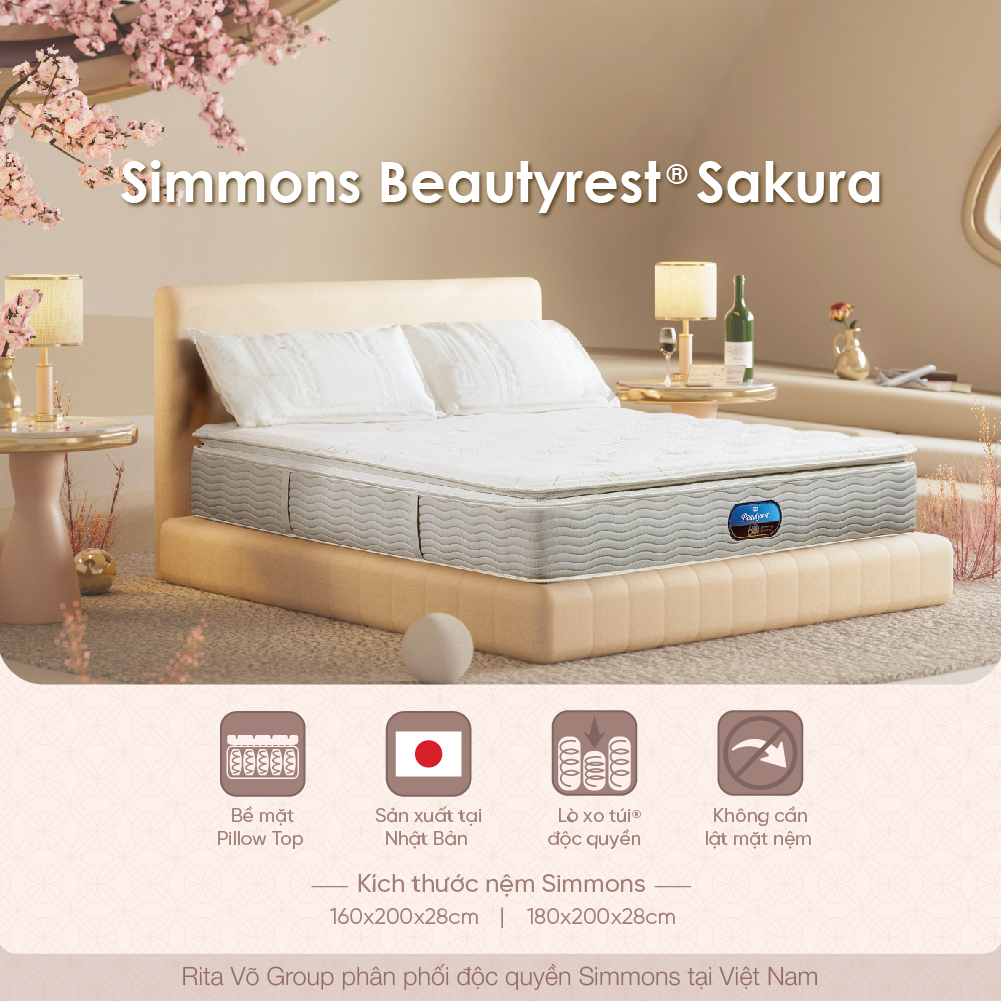 Simmons Beautyrest® Sakura
Beautyrest
Bề mặt
Pillow Top
Sản xuất tại
Nhật Bản
Lò xo túi®
độc quyền
Không cần
lật mặt nệm
Kích thước nệm Simmons
160x200x28cm | 180x200x28cm
Rita Võ Group phân phối độc quyền Simmons tại Việt Nam